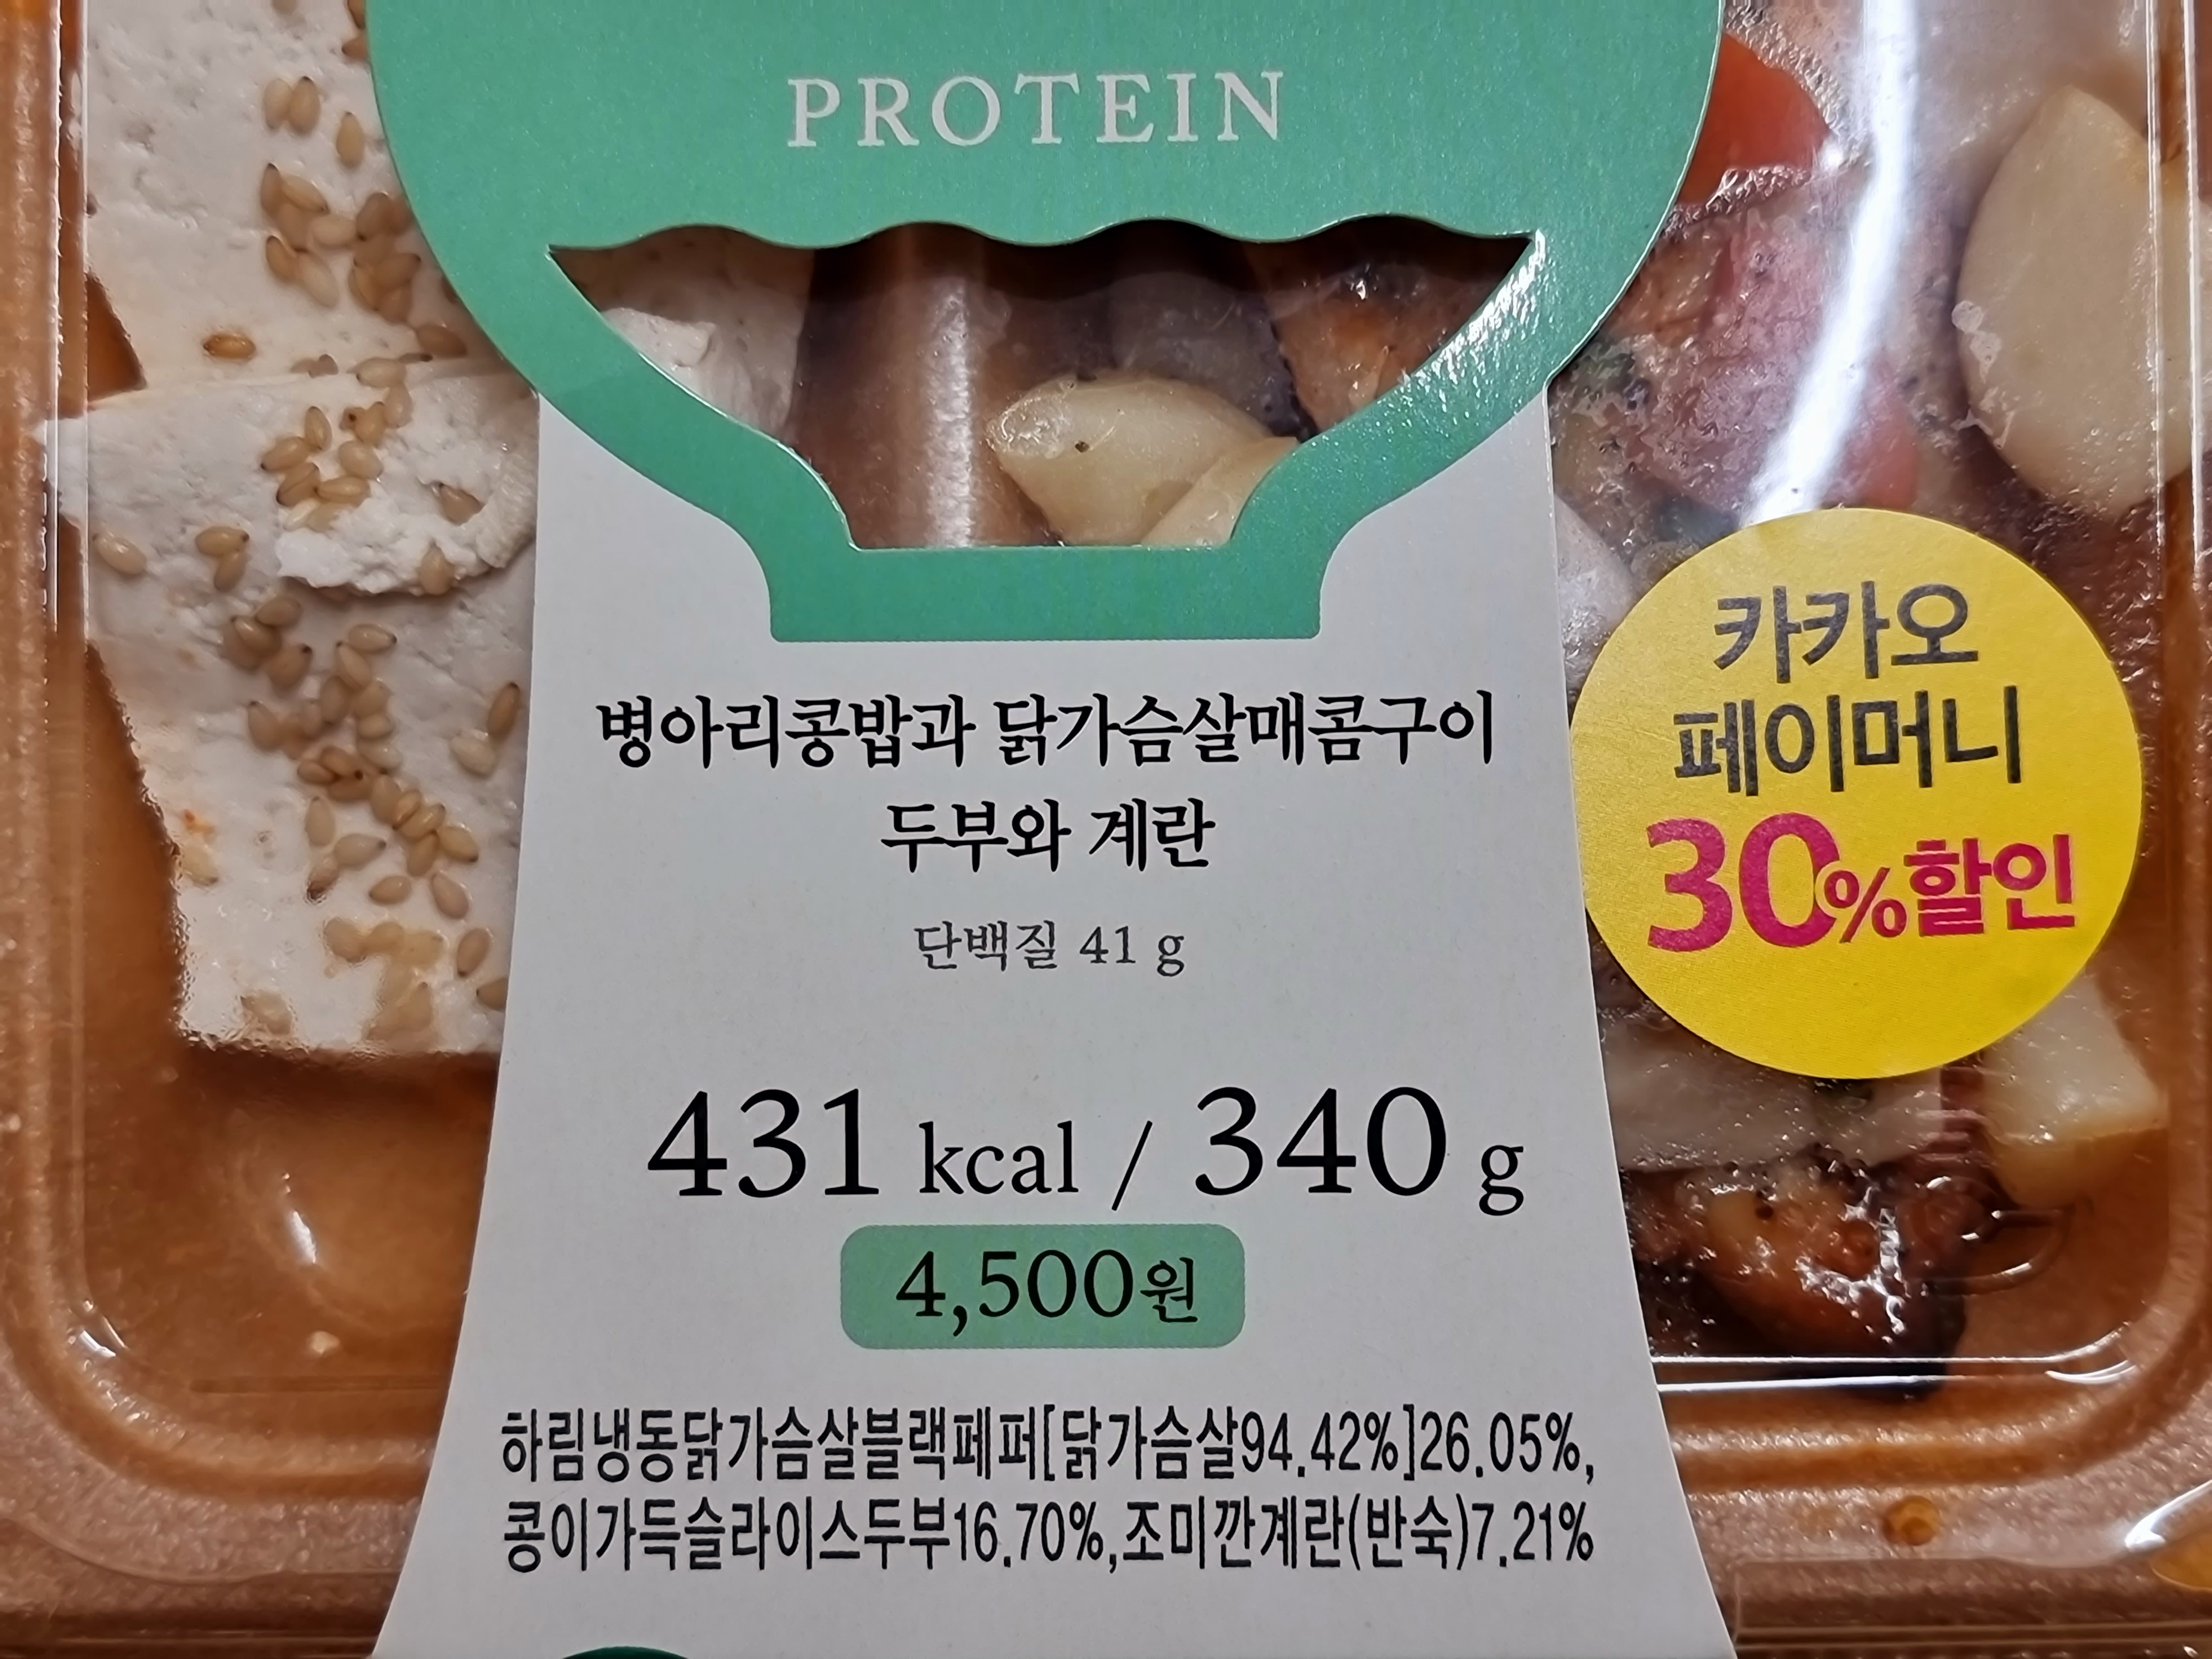 PROTEIN
병아리콩밥과 닭가슴살매콤구이
두부와 계란
단백질 41 g
431 kcal / 340 g
4,500원
하림냉동닭가슴살블랙페퍼[닭가슴살94.42%]26.05%,
콩이가득슬라이스두부16.70%,조미깐계란(반숙)7.21%
카카오
페이머니
30%할인